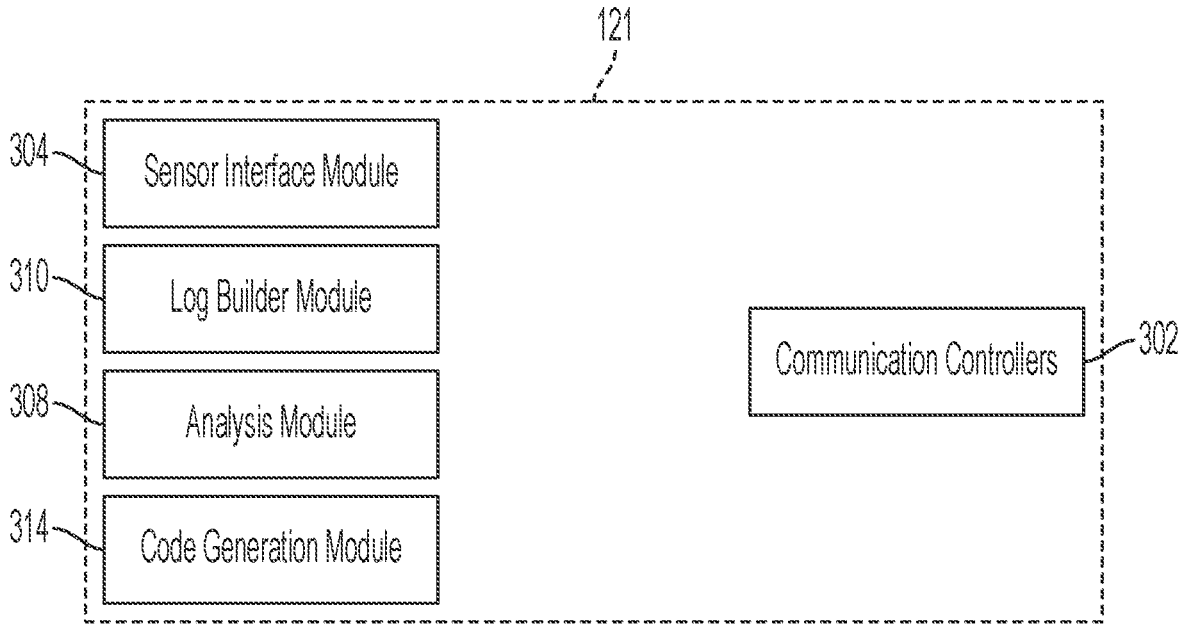 121
304
Sensor Interface Module
310
Log Builder Module
308
Analysis Module
314
Code Generation Module
Communication Controllers
302